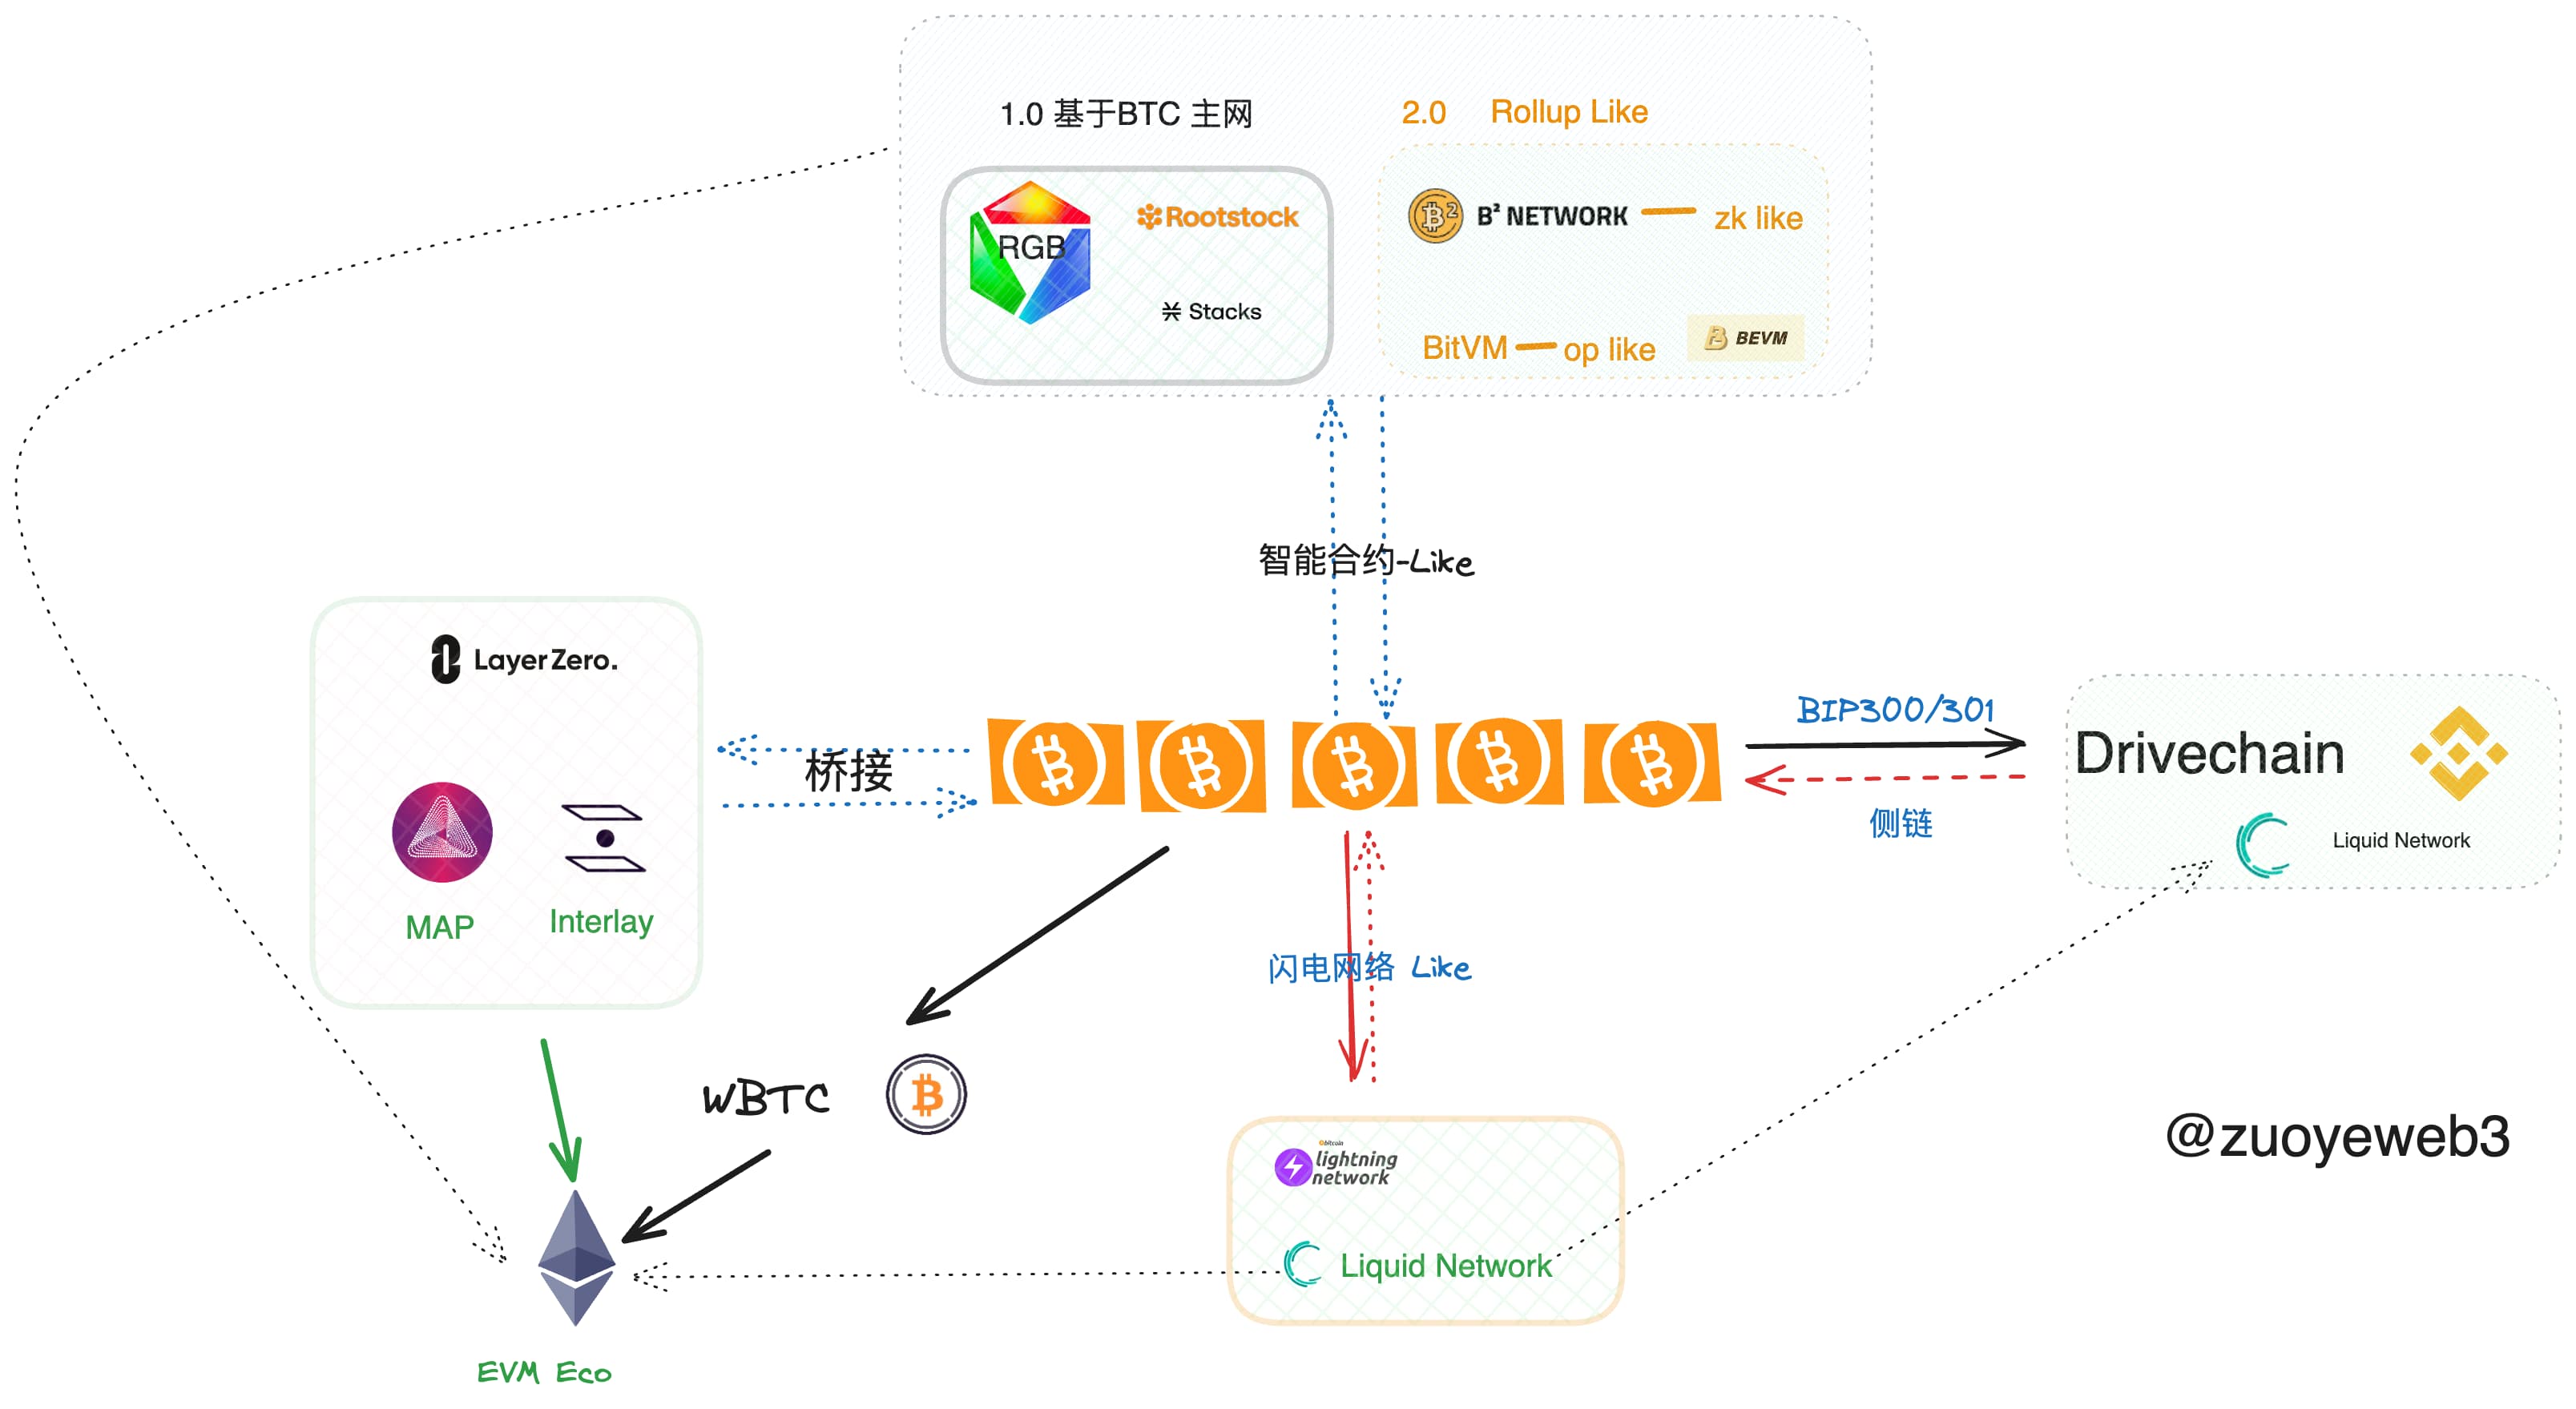 1.0 基于BTC 主网
2.0 Rollup Like
RGB
Rootstock
Stacks
B² NETWORK
zk like
BitVM
op like
BEVM
智能合约-Like
LayerZero.
MAP
Interlay
桥接
BIP300/301
侧链
Drivechain
Liquid Network
闪电网络 Like
WBTC
bitcoin
lightning
network
Liquid Network
@zuoyeweb3
EVM Eco